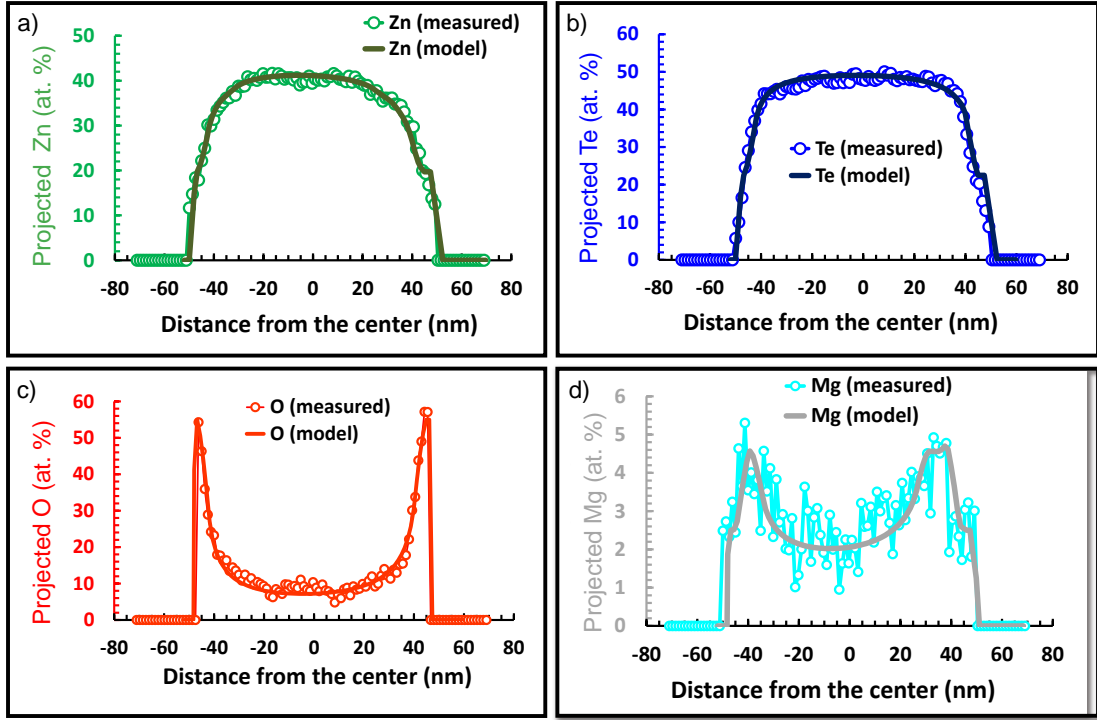 a)
Zn (measured)
Zn (model)
Projected Zn (at. %)
50
40
30
20
10
0
-80 -60 -40 -20 0 20 40 60 80
Distance from the center (nm)
b)
Te (measured)
Te (model)
Projected Te (at. %)
60
50
40
30
20
10
0
-80 -60 -40 -20 0 20 40 60 80
Distance from the center (nm)
c)
O (measured)
O (model)
Projected O (at. %)
60
50
40
30
20
10
0
-80 -60 -40 -20 0 20 40 60 80
Distance from the center (nm)
d)
Mg (measured)
Mg (model)
Projected Mg (at. %)
6
5
4
3
2
1
0
-80 -60 -40 -20 0 20 40 60 80
Distance from the center (nm)